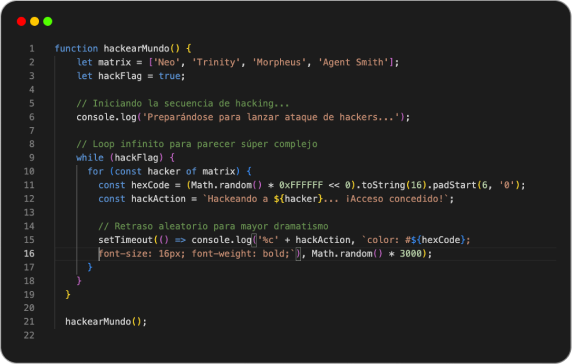 1 function hackearMundo() {
2 let matrix = ['Neo', 'Trinity', 'Morpheus', 'Agent Smith'];
3 let hackFlag = true;
4
5 // Iniciando la secuencia de hacking...
6 console.log('Preparándose para lanzar ataque de hackers...');
7
8 // Loop infinito para parecer súper complejo
9 while (hackFlag) {
10 for (const hacker of matrix) {
11 const hexCode = (Math.random() * 0xFFFFFF << 0).toString(16).padStart(6, '0');
12 const hackAction = `Hackeando a ${hacker}... ¡Acceso concedido!`;
13
14 // Retraso aleatorio para mayor dramatismo
15 setTimeout(() => console.log('%c' + hackAction, `color: #${hexCode};
16 font-size: 16px; font-weight: bold;`), Math.random() * 3000);
17 }
18 }
19 }
20
21 hackearMundo();
22